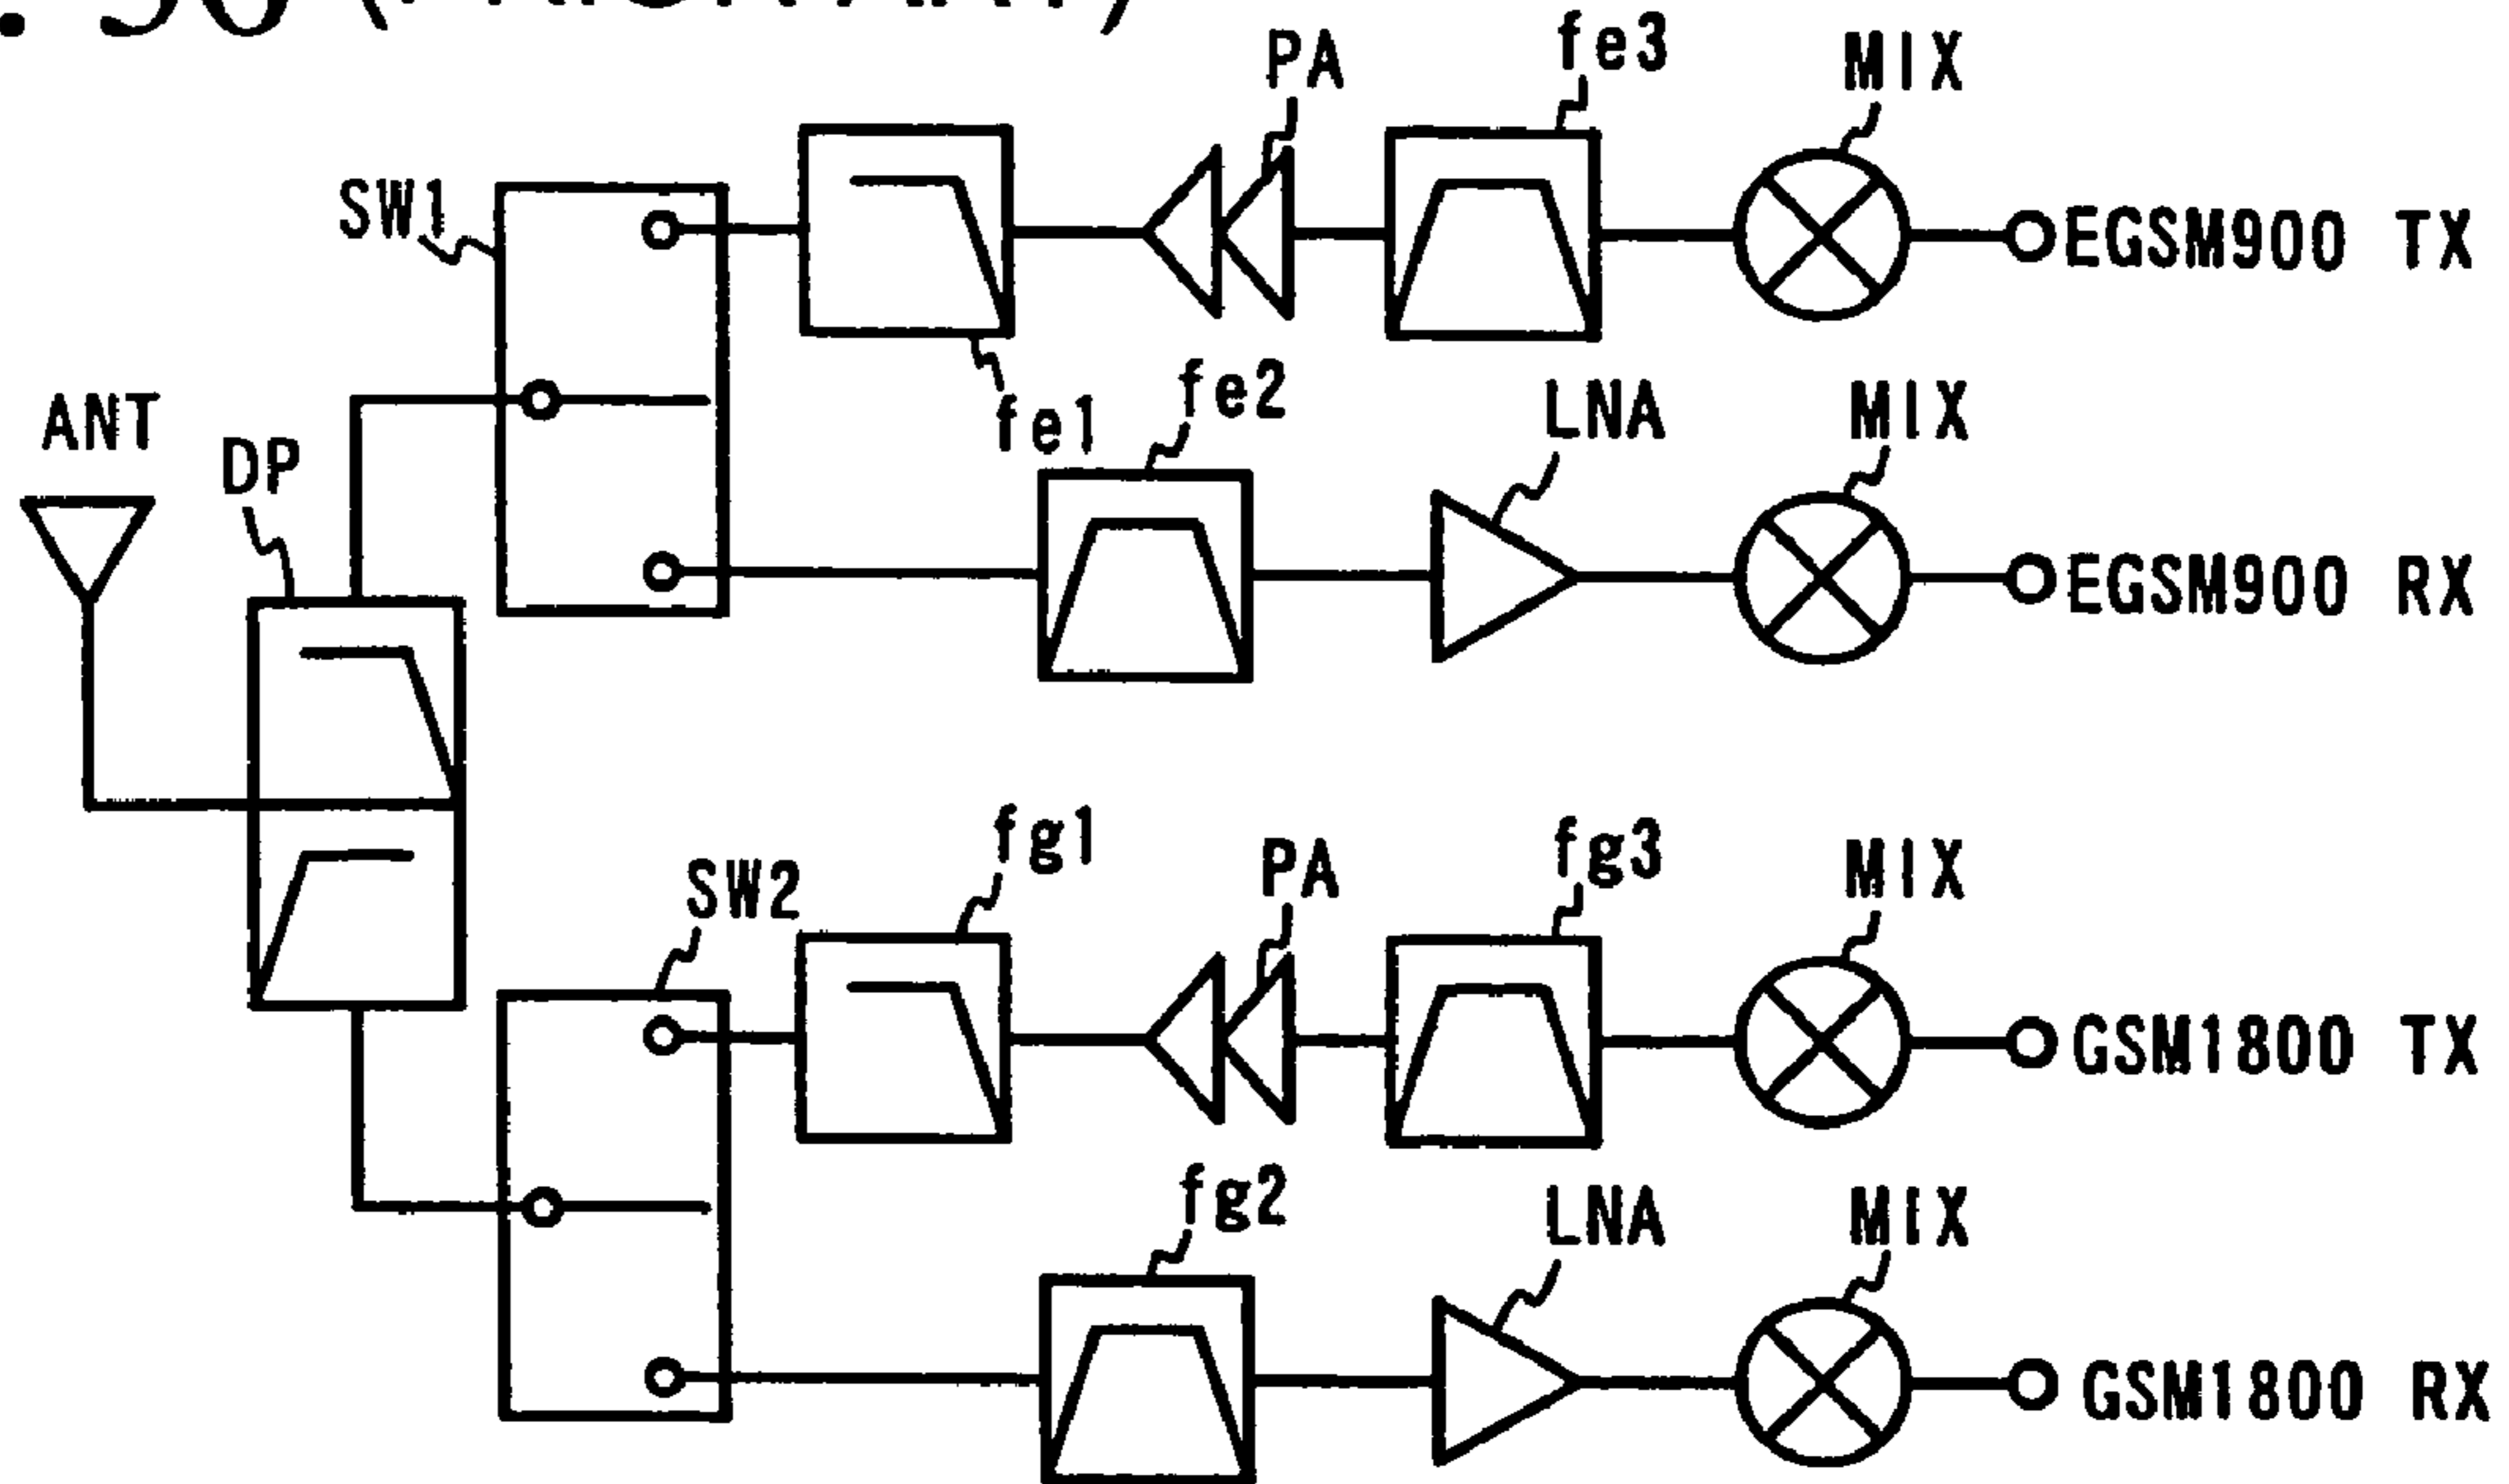 PA
fe3
MIX
SW1
EGSM900 TX
fe1
fe2
LNA
MIX
ANT
DP
EGSM900 RX
fg1
PA
fg3
MIX
SW2
GSM1800 TX
fg2
LNA
MIX
GSM1800 RX